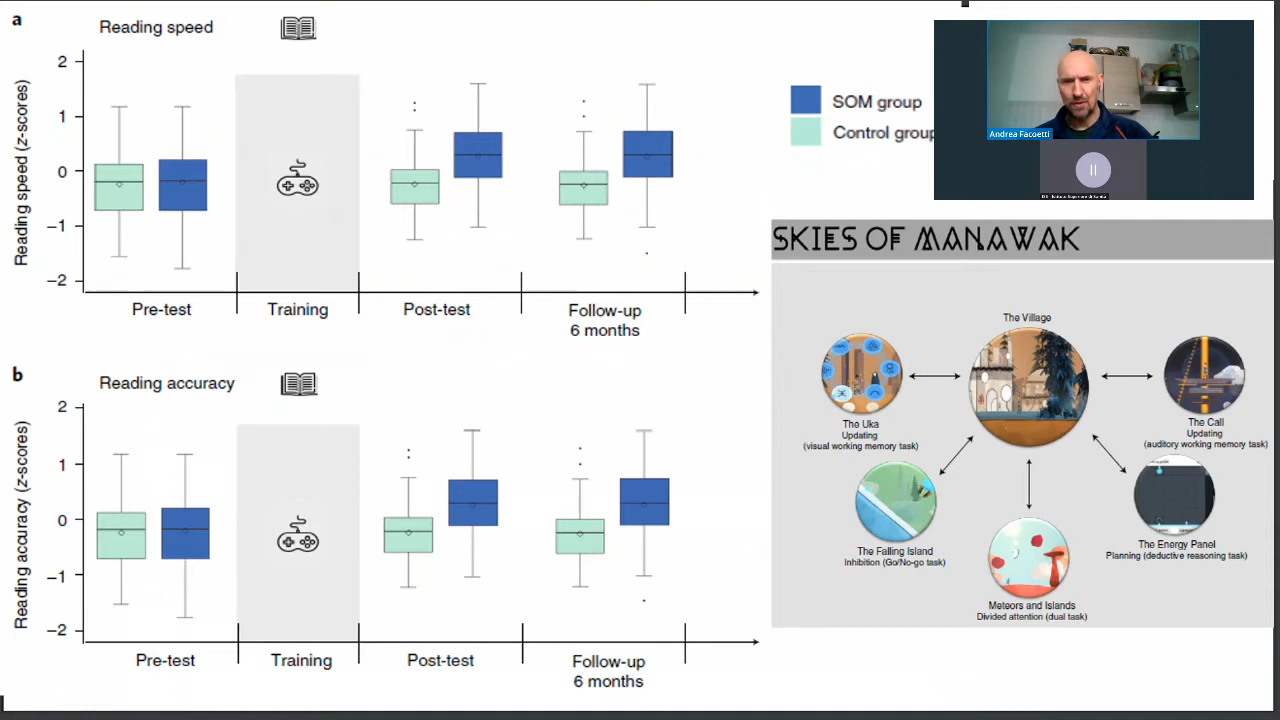 a
Reading speed
2
1
0
−1
−2
Reading speed (z-scores)
Pre-test
Training
Post-test
Follow-up
6 months
SOM group
Control group
Andrea Facoetti
b
Reading accuracy
2
1
0
−1
−2
Reading accuracy (z-scores)
Pre-test
Training
Post-test
Follow-up
6 months
SKIES OF MANAWAK
The Village
The Uka
Updating
(visual working memory task)
The Call
Updating
(auditory working memory task)
The Falling Island
Inhibition (Go/No-go task)
The Energy Panel
Planning (deductive reasoning task)
Meteors and Islands
Divided attention (dual task)